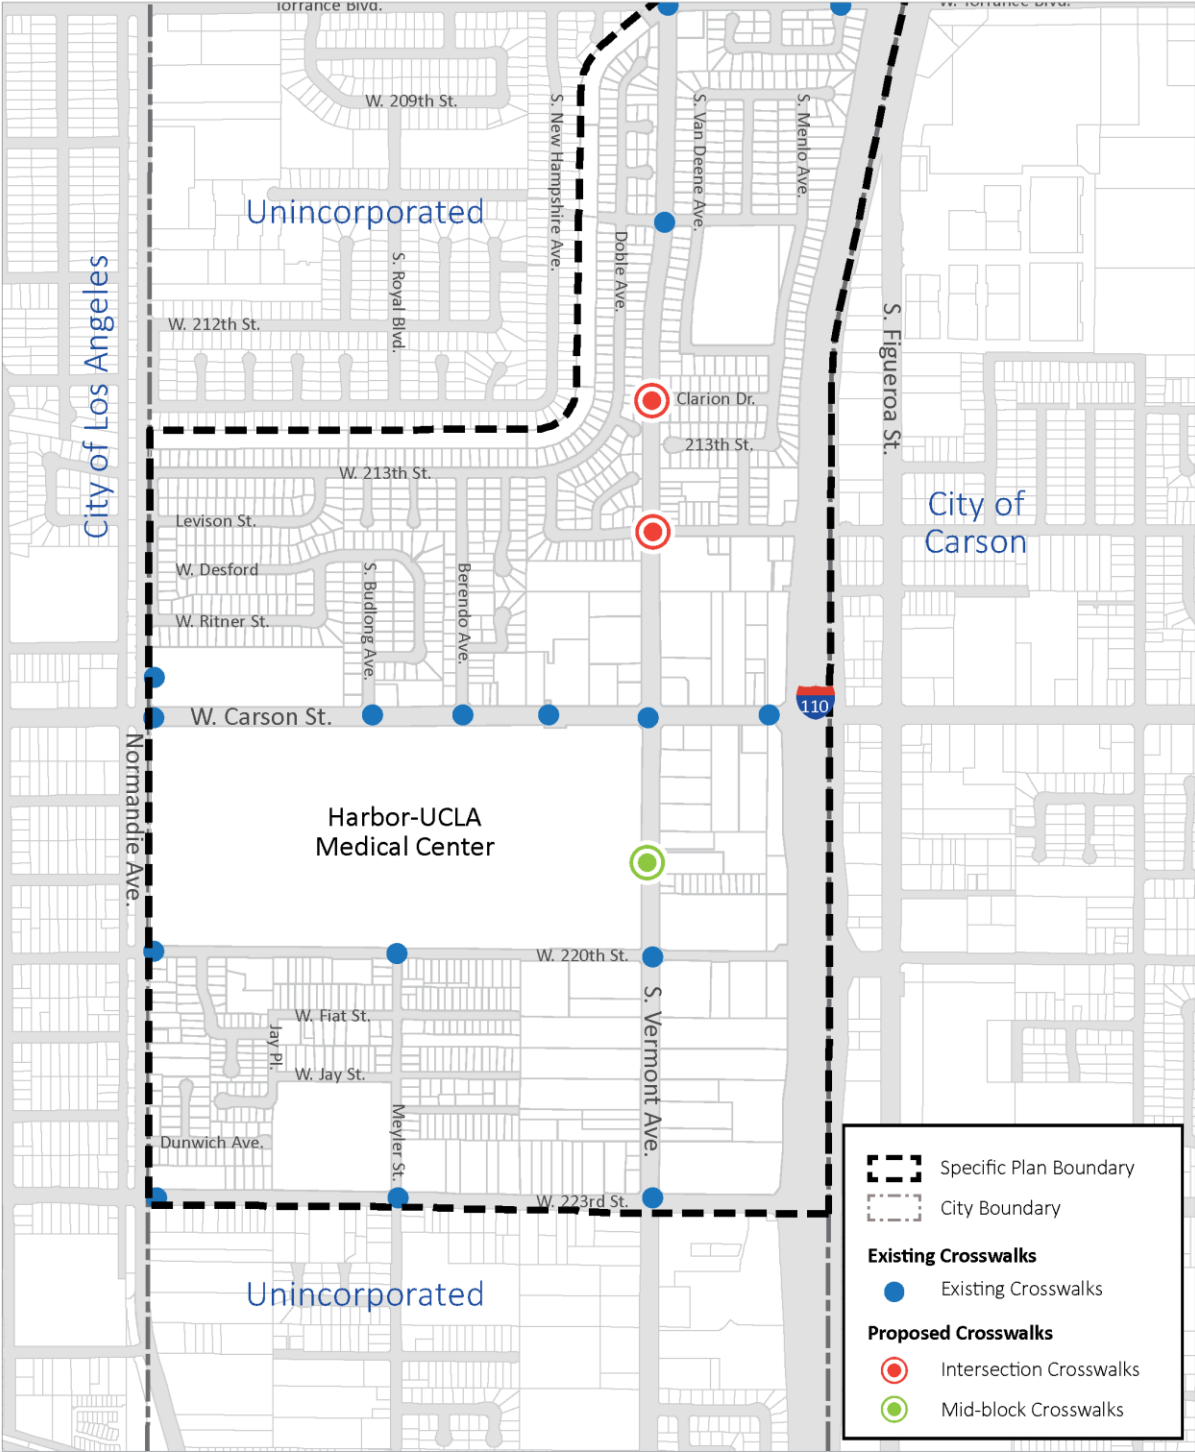 Torrance Blvd.
W. Torrance Blvd.
W. 209th St.
S. New Hampshire Ave.
S. Van Deene Ave.
S. Menlo Ave.
Unincorporated
Doble Ave.
S. Royal Blvd.
City of Los Angeles
W. 212th St.
S. Figueroa St.
Clarion Dr.
213th St.
W. 213th St.
City of
Carson
Levison St.
W. Desford
S. Budlong Ave.
Berendo Ave.
W. Ritner St.
110
W. Carson St.
Normandie Ave.
Harbor-UCLA
Medical Center
W. 220th St.
S. Vermont Ave.
W. Fiat St.
Jay Pl.
W. Jay St.
Meyler St.
Dunwich Ave.
W. 223rd St.
Unincorporated
Specific Plan Boundary
City Boundary
Existing Crosswalks
Existing Crosswalks
Proposed Crosswalks
Intersection Crosswalks
Mid-block Crosswalks